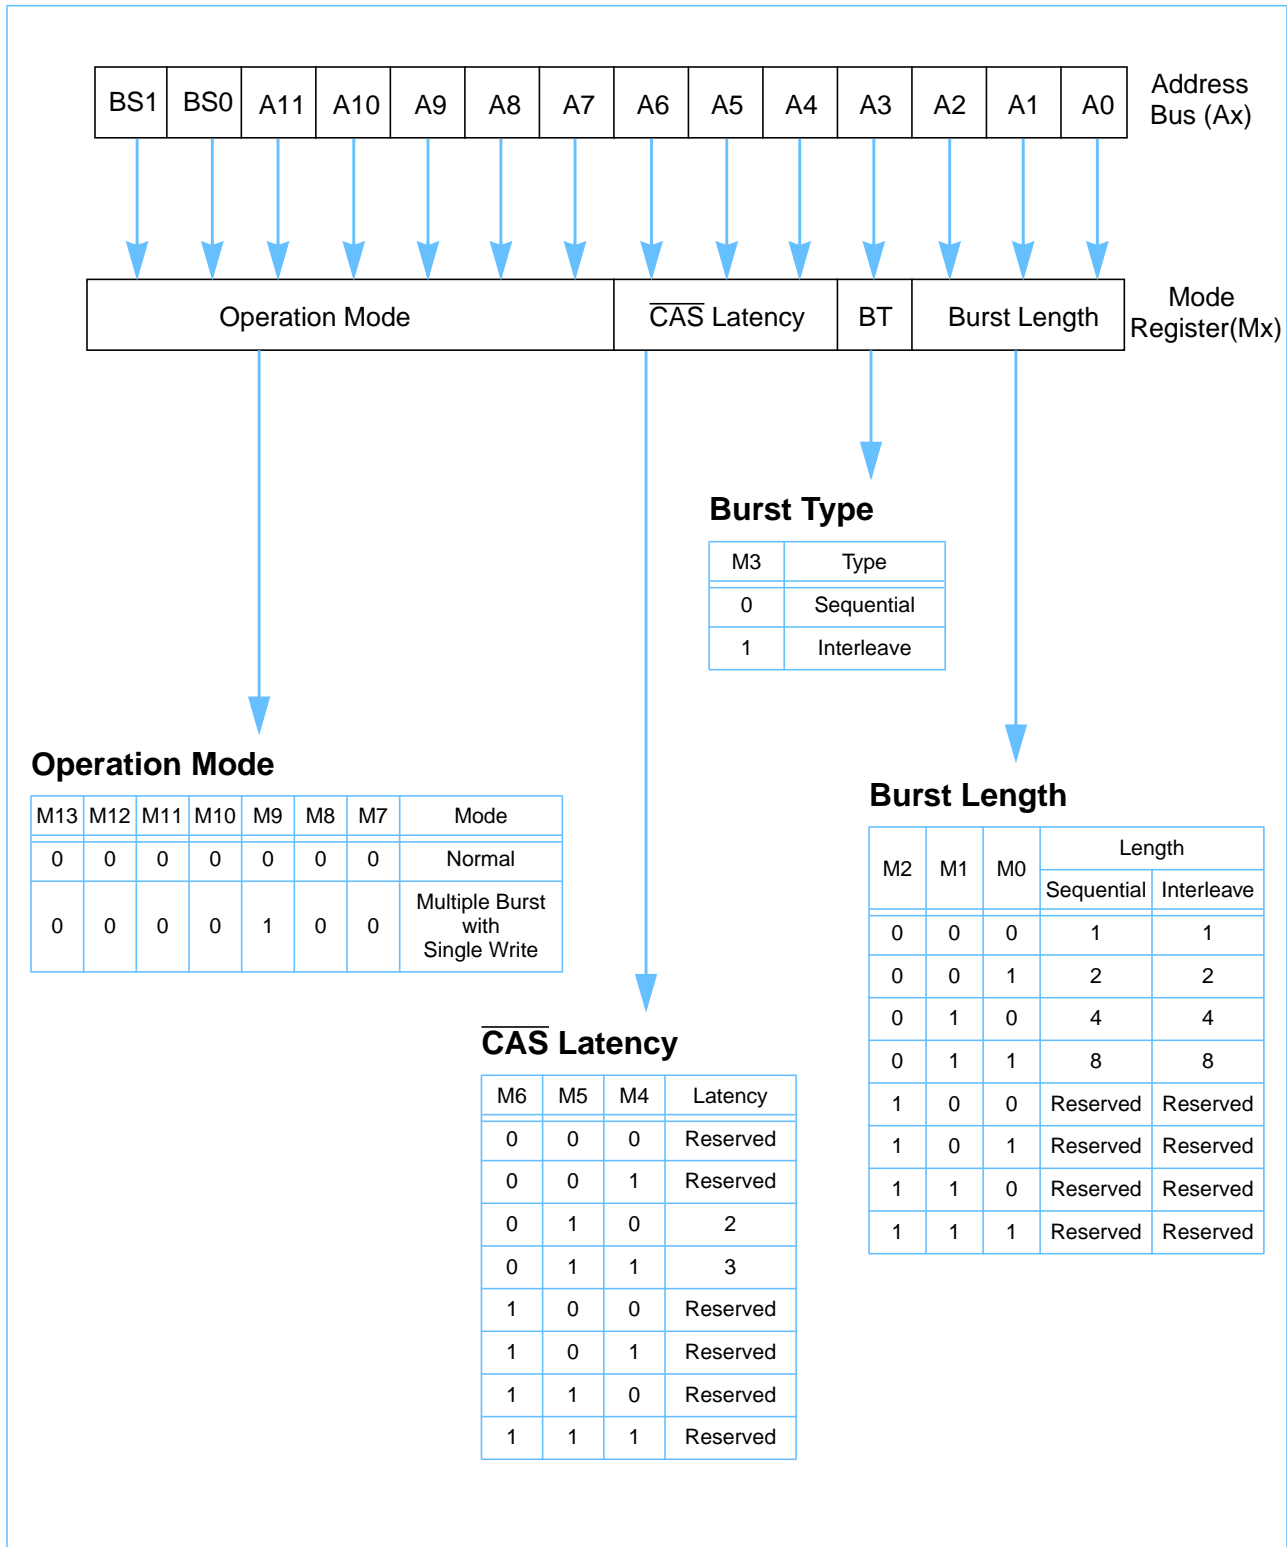 BS1 BS0 A11 A10 A9 A8 A7 A6 A5 A4 A3 A2 A1 A0
Address
Bus (Ax)
Operation Mode CAS Latency BT Burst Length
Mode
Register(Mx)
Burst Type
M3 Type
0 Sequential
1 Interleave
Operation Mode
M13 M12 M11 M10 M9 M8 M7 Mode
0 0 0 0 0 0 0 Normal
0 0 0 0 1 0 0 Multiple Burst
with
Single Write
Burst Length
M2 M1 M0 Length
Sequential Interleave
0 0 0 1 1
0 0 1 2 2
0 1 0 4 4
0 1 1 8 8
1 0 0 Reserved Reserved
1 0 1 Reserved Reserved
1 1 0 Reserved Reserved
1 1 1 Reserved Reserved
CAS Latency
M6 M5 M4 Latency
0 0 0 Reserved
0 0 1 Reserved
0 1 0 2
0 1 1 3
1 0 0 Reserved
1 0 1 Reserved
1 1 0 Reserved
1 1 1 Reserved